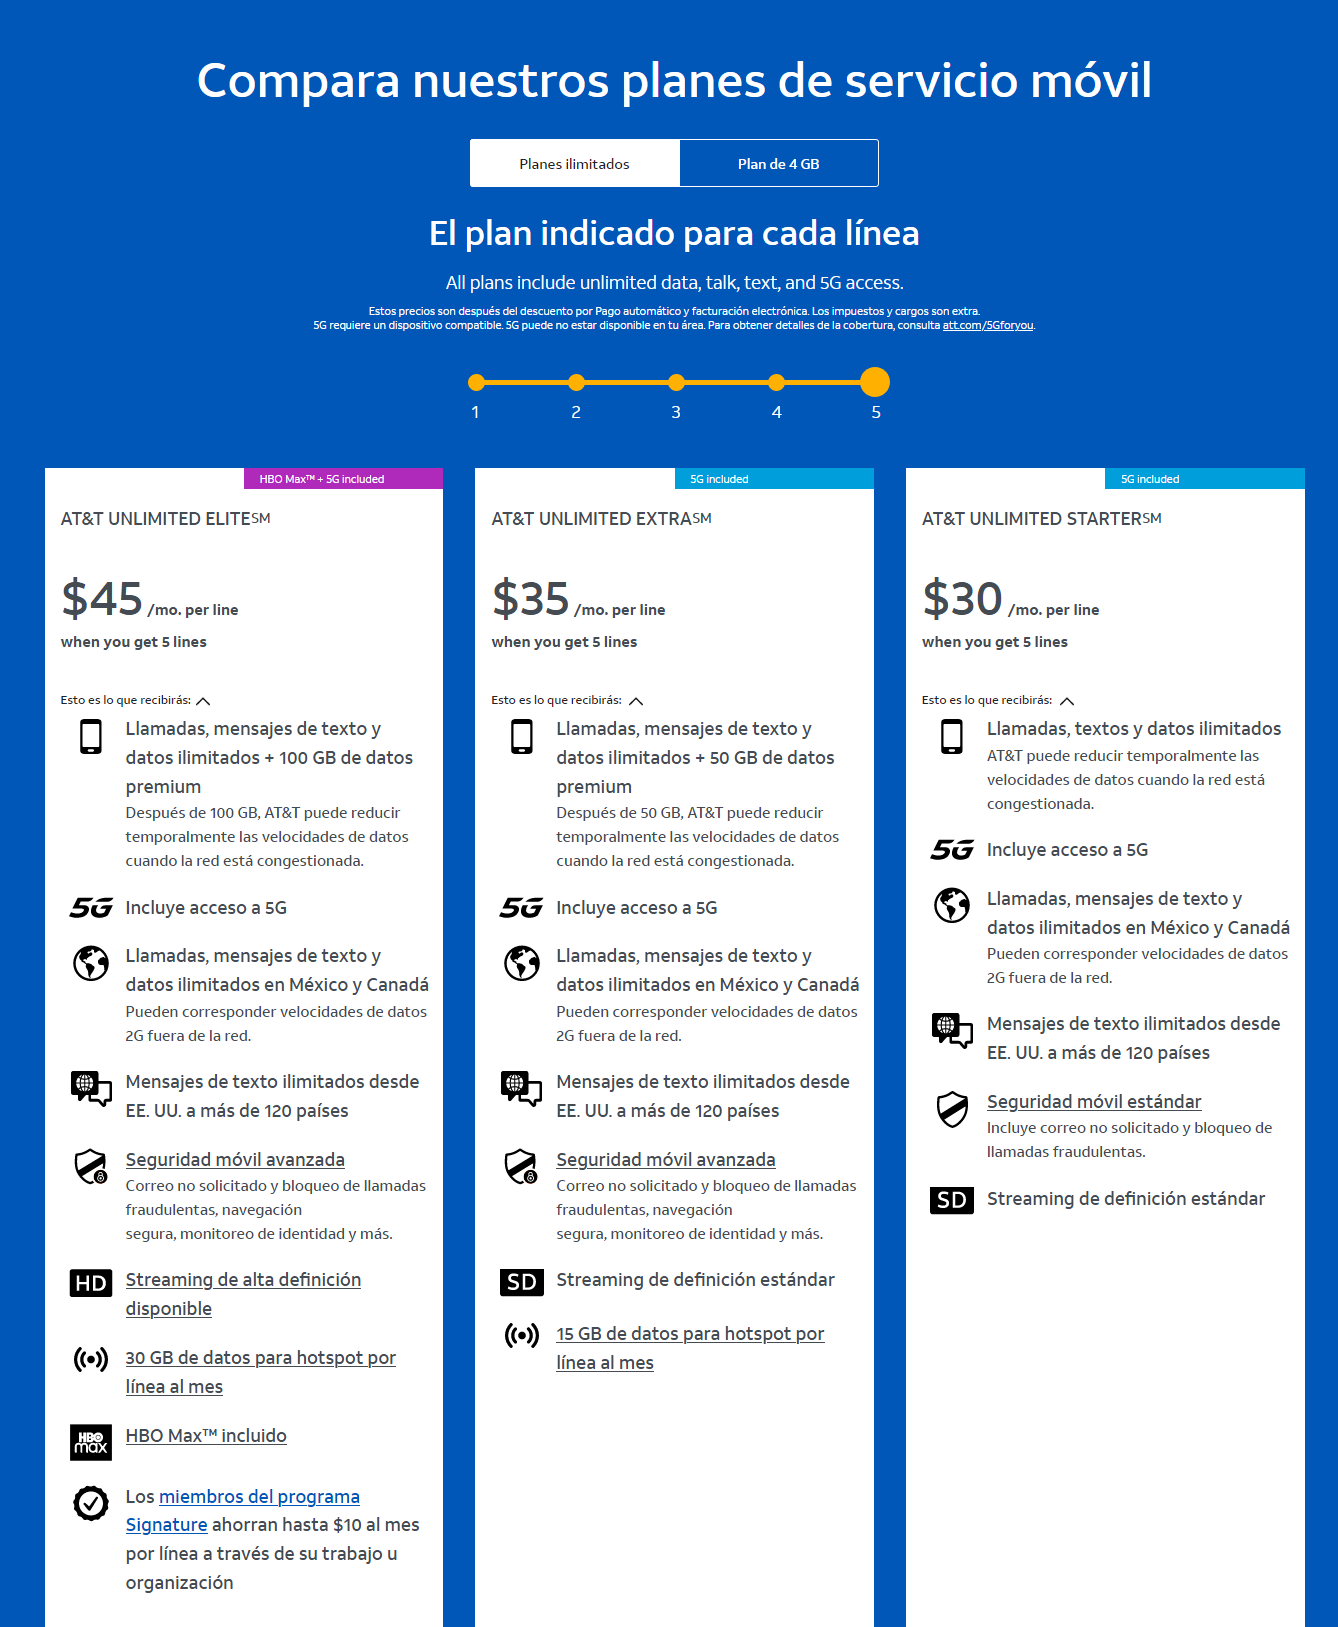 Compara nuestros planes de servicio móvil
Planes ilimitados
Plan de 4 GB
El plan indicado para cada línea
All plans include unlimited data, talk, text, and 5G access.
Estos precios son después del descuento por Pago automático y facturación electrónica. Los impuestos y cargos son extra.
5G requiere un dispositivo compatible. 5G puede no estar disponible en tu área. Para obtener detalles de la cobertura, consulta att.com/5Gforyou.
1
2
3
4
5
HBO Max™ + 5G included
AT&T UNLIMITED ELITESM
$45 /mo. per line
when you get 5 lines
Esto es lo que recibirás:
Llamadas, mensajes de texto y
datos ilimitados + 100 GB de datos
premium
Después de 100 GB, AT&T puede reducir
temporalmente las velocidades de datos
cuando la red está congestionada.
5G Incluye acceso a 5G
Llamadas, mensajes de texto y
datos ilimitados en México y Canadá
Pueden corresponder velocidades de datos
2G fuera de la red.
Mensajes de texto ilimitados desde
EE. UU. a más de 120 países
Seguridad móvil avanzada
Correo no solicitado y bloqueo de llamadas
fraudulentas, navegación
segura, monitoreo de identidad y más.
HD Streaming de alta definición
disponible
30 GB de datos para hotspot por
línea al mes
HBO
max
HBO Max™ incluido
Los miembros del programa
Signature ahorran hasta $10 al mes
por línea a través de su trabajo u
organización
5G included
AT&T UNLIMITED EXTRASM
$35 /mo. per line
when you get 5 lines
Esto es lo que recibirás:
Llamadas, mensajes de texto y
datos ilimitados + 50 GB de datos
premium
Después de 50 GB, AT&T puede reducir
temporalmente las velocidades de datos
cuando la red está congestionada.
5G Incluye acceso a 5G
Llamadas, mensajes de texto y
datos ilimitados en México y Canadá
Pueden corresponder velocidades de datos
2G fuera de la red.
Mensajes de texto ilimitados desde
EE. UU. a más de 120 países
Seguridad móvil avanzada
Correo no solicitado y bloqueo de llamadas
fraudulentas, navegación
segura, monitoreo de identidad y más.
SD Streaming de definición estándar
15 GB de datos para hotspot por
línea al mes
5G included
AT&T UNLIMITED STARTERSM
$30 /mo. per line
when you get 5 lines
Esto es lo que recibirás:
Llamadas, textos y datos ilimitados
AT&T puede reducir temporalmente las
velocidades de datos cuando la red está
congestionada.
5G Incluye acceso a 5G
Llamadas, mensajes de texto y
datos ilimitados en México y Canadá
Pueden corresponder velocidades de datos
2G fuera de la red.
Mensajes de texto ilimitados desde
EE. UU. a más de 120 países
Seguridad móvil estándar
Incluye correo no solicitado y bloqueo de
llamadas fraudulentas.
SD Streaming de definición estándar